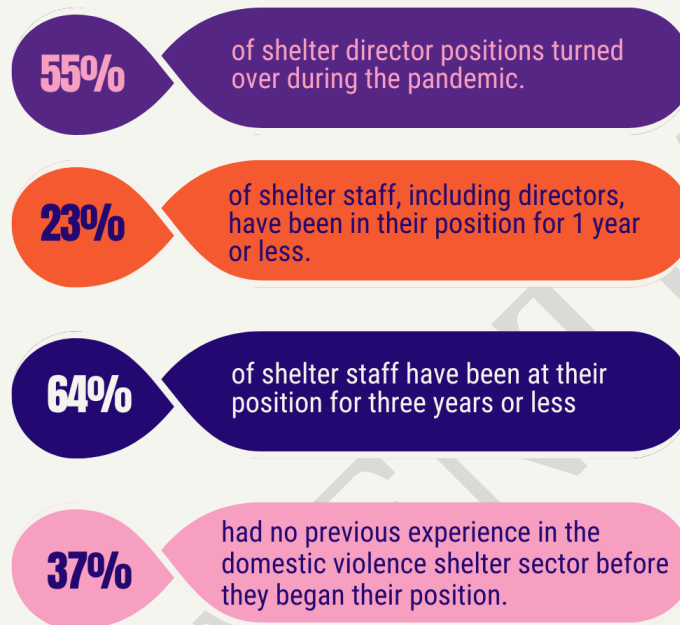 55%
of shelter director positions turned
over during the pandemic.
23%
of shelter staff, including directors,
have been in their position for 1 year
or less.
64%
of shelter staff have been at their
position for three years or less
37%
had no previous experience in the
domestic violence shelter sector before
they began their position.